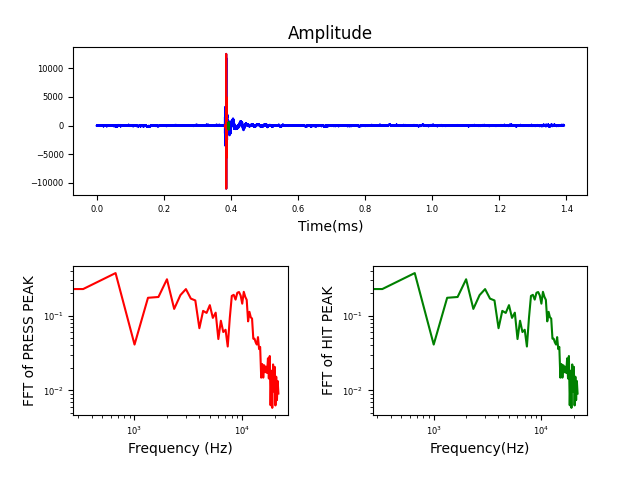 Amplitude
10000
5000
0
−5000
−10000
0.0 0.2 0.4 0.6 0.8 1.0 1.2 1.4
Time(ms)
FFT of PRESS PEAK
10⁻¹
10⁻²
10³ 10⁴
Frequency (Hz)
FFT of HIT PEAK
10⁻¹
10⁻²
10³ 10⁴
Frequency(Hz)